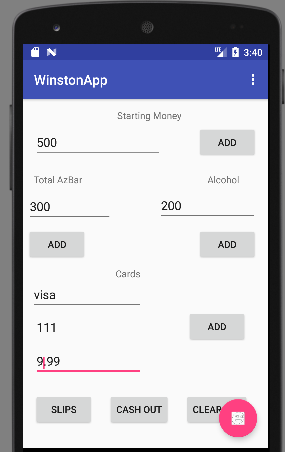 LTE 3:40
WinstonApp
Starting Money
500 ADD
Total AzBar Alcohol
300 200
ADD ADD
Cards
visa
111 ADD
9.99
SLIPS CASH OUT CLEAR